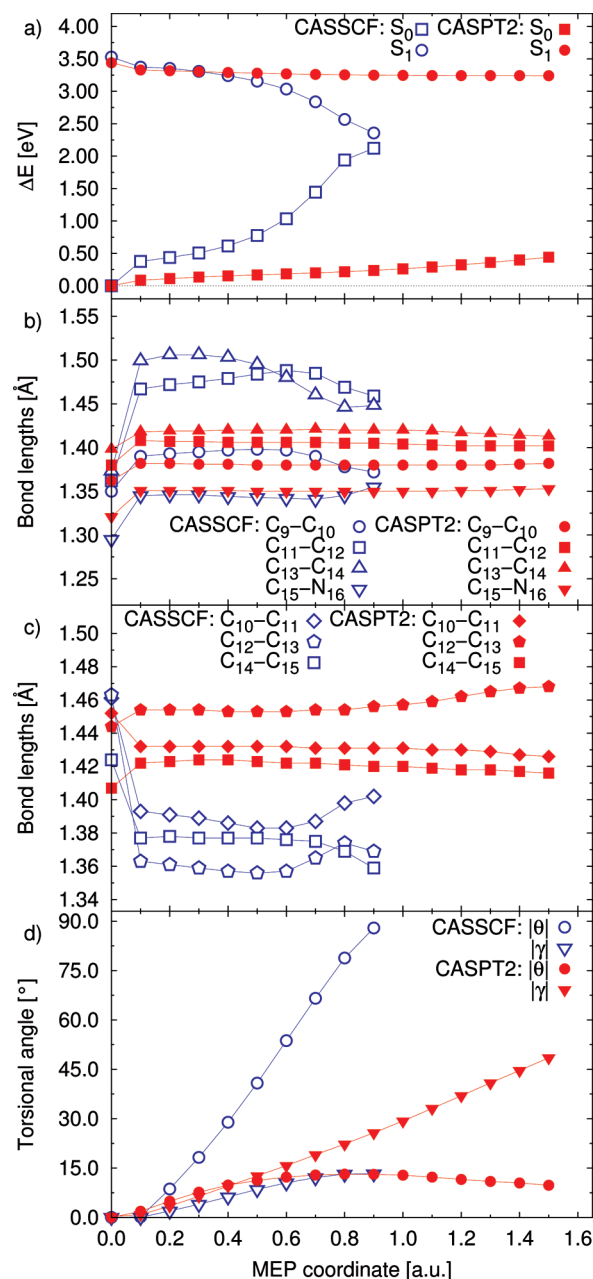 a)
CASSCF: S₀ CASPT2: S₀
S₁ S₁
ΔE [eV]
4.00
3.50
3.00
2.50
2.00
1.50
1.00
0.50
0.00
b)
Bond lengths [Å]
1.50
1.45
1.40
1.35
1.30
1.25
CASSCF: C₉–C₁₀ CASPT2: C₉–C₁₀
C₁₁–C₁₂ C₁₁–C₁₂
C₁₃–C₁₄ C₁₃–C₁₄
C₁₅–N₁₆ C₁₅–N₁₆
c)
CASSCF: C₁₀–C₁₁ CASPT2: C₁₀–C₁₁
C₁₂–C₁₃ C₁₂–C₁₃
C₁₄–C₁₅ C₁₄–C₁₅
Bond lengths [Å]
1.50
1.48
1.46
1.44
1.42
1.40
1.38
1.36
1.34
d)
CASSCF: |θ|
|γ|
CASPT2: |θ|
|γ|
Torsional angle [°]
90.0
75.0
60.0
45.0
30.0
15.0
0.0
0.0 0.2 0.4 0.6 0.8 1.0 1.2 1.4 1.6
MEP coordinate [a.u.]